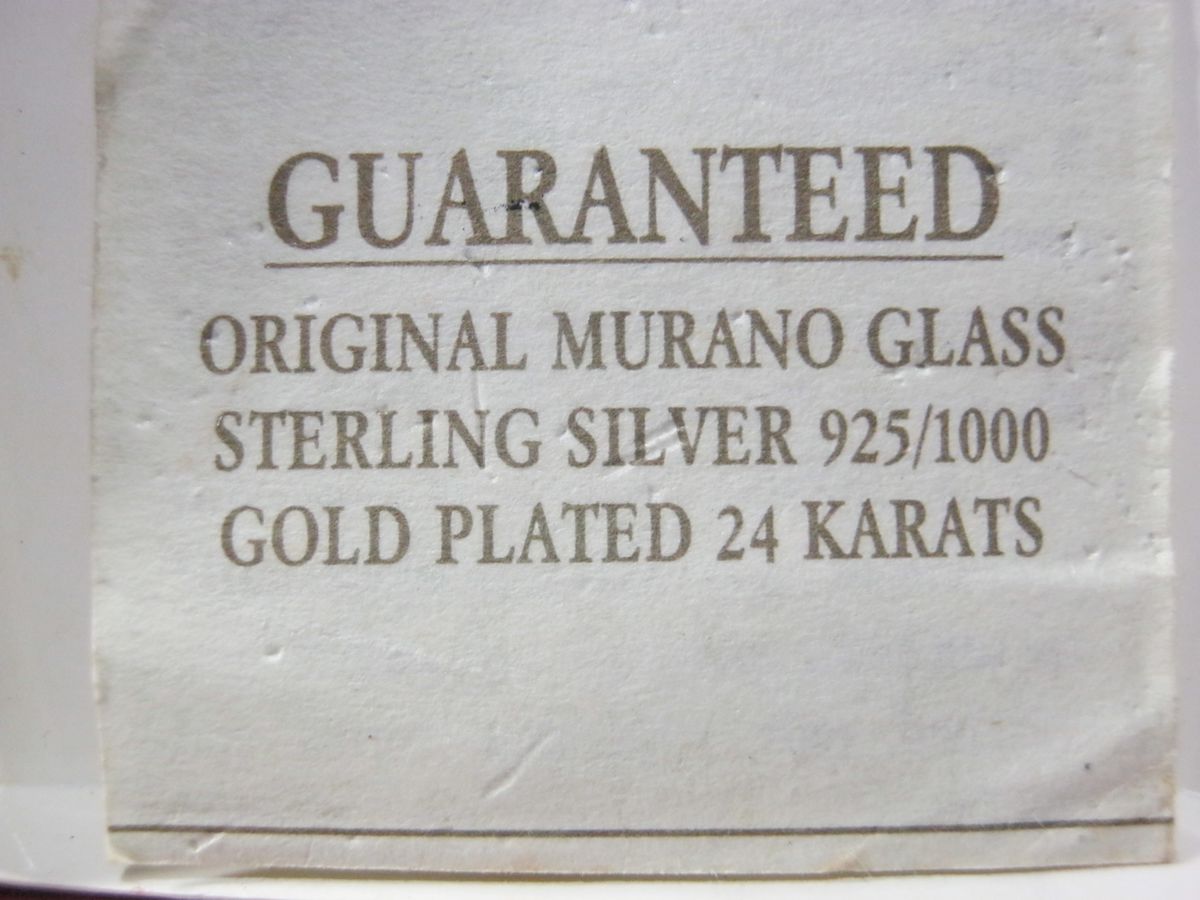 GUARANTEED
ORIGINAL MURANO GLASS
STERLING SILVER 925/1000
GOLD PLATED 24 KARATS